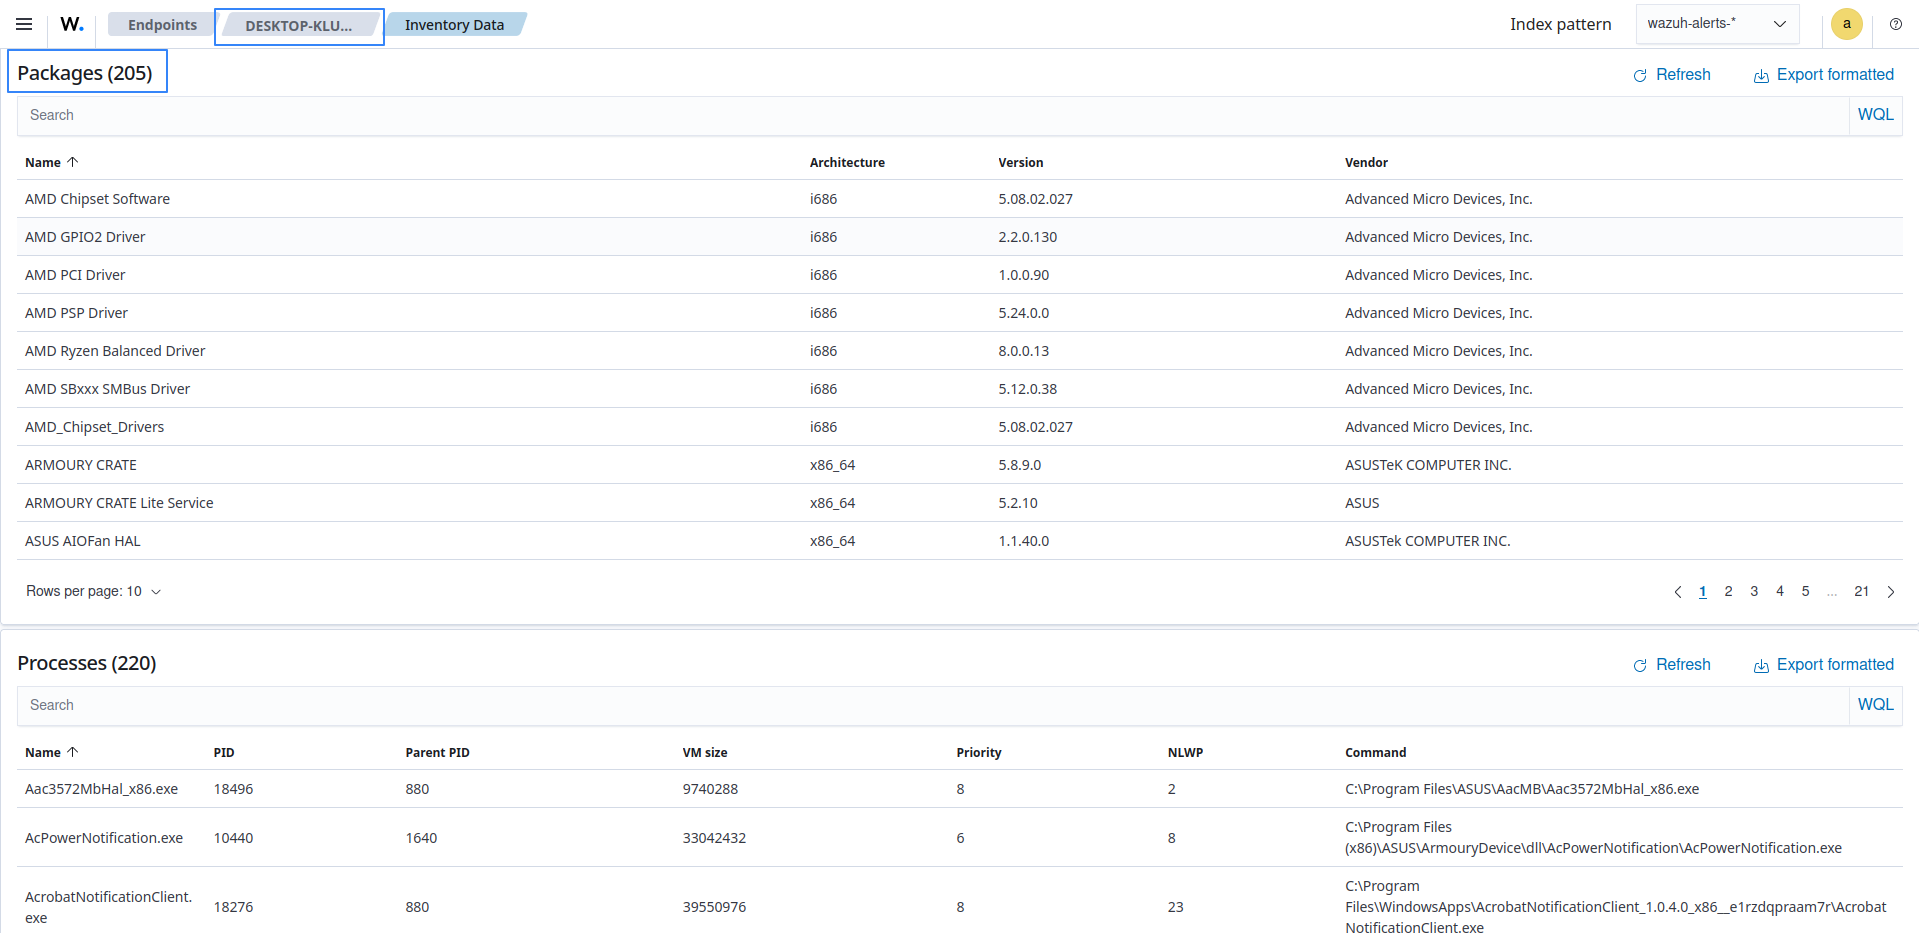 W. Endpoints DESKTOP-KLU... Inventory Data Index pattern wazuh-alerts-* a
Packages (205) Refresh Export formatted
Search WQL
Name Architecture Version Vendor
AMD Chipset Software i686 5.08.02.027 Advanced Micro Devices, Inc.
AMD GPIO2 Driver i686 2.2.0.130 Advanced Micro Devices, Inc.
AMD PCI Driver i686 1.0.0.90 Advanced Micro Devices, Inc.
AMD PSP Driver i686 5.24.0.0 Advanced Micro Devices, Inc.
AMD Ryzen Balanced Driver i686 8.0.0.13 Advanced Micro Devices, Inc.
AMD SBxxx SMBus Driver i686 5.12.0.38 Advanced Micro Devices, Inc.
AMD_Chipset_Drivers i686 5.08.02.027 Advanced Micro Devices, Inc.
ARMOURY CRATE x86_64 5.8.9.0 ASUSTeK COMPUTER INC.
ARMOURY CRATE Lite Service x86_64 5.2.10 ASUS
ASUS AIOFan HAL x86_64 1.1.40.0 ASUSTek COMPUTER INC.
Rows per page: 10 1 2 3 4 5 ... 21
Processes (220) Refresh Export formatted
Search WQL
Name PID Parent PID VM size Priority NLWP Command
Aac3572MbHal_x86.exe 18496 880 9740288 8 2 C:\Program Files\ASUS\AacMB\Aac3572MbHal_x86.exe
AcPowerNotification.exe 10440 1640 33042432 6 8 C:\Program Files
(x86)\ASUS\ArmouryDevice\dll\AcPowerNotification\AcPowerNotification.exe
AcrobatNotificationClient.
exe 18276 880 39550976 8 23 C:\Program
Files\WindowsApps\AcrobatNotificationClient_1.0.4.0_x86__e1rzdqpraam7r\Acrobat
NotificationClient.exe